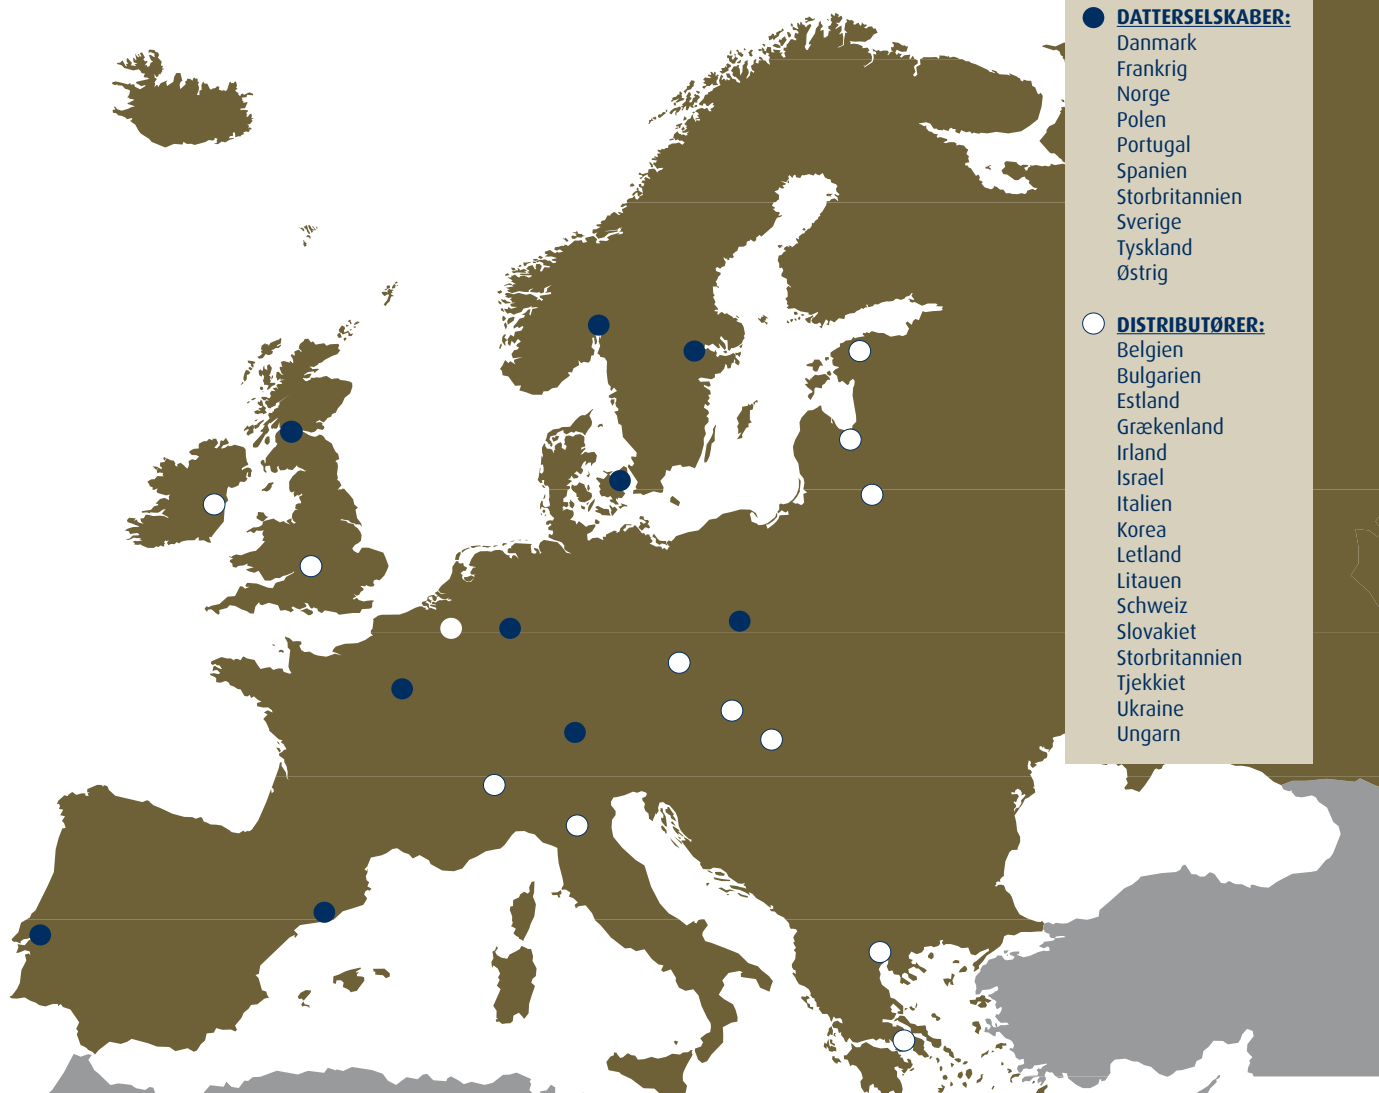 DATTERSELSKABER:
Danmark
Frankrig
Norge
Polen
Portugal
Spanien
Storbritannien
Sverige
Tyskland
Østrig
DISTRIBUTØRER:
Belgien
Bulgarien
Estland
Grækenland
Irland
Israel
Italien
Korea
Letland
Litauen
Schweiz
Slovakiet
Storbritannien
Tjekkiet
Ukraine
Ungarn